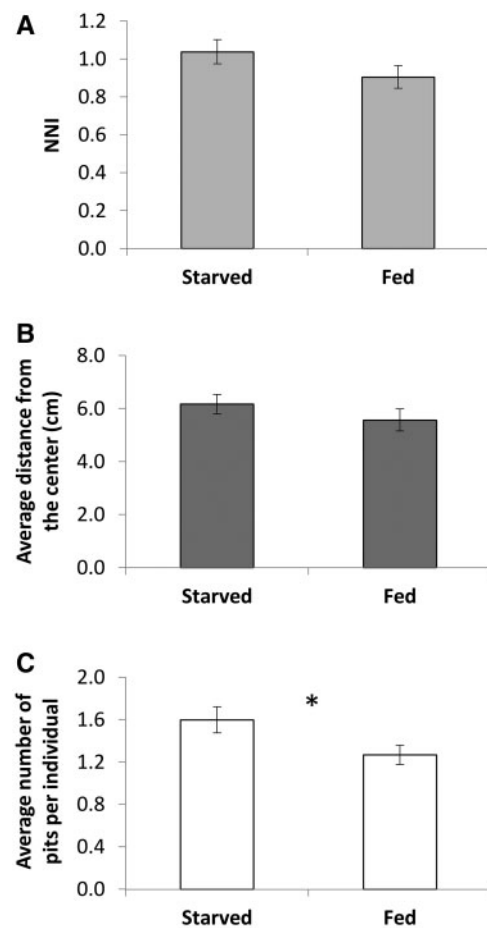 A
NNI
1.2
1.0
0.8
0.6
0.4
0.2
0.0
Starved Fed
B
Average distance from
the center (cm)
8.0
6.0
4.0
2.0
0.0
Starved Fed
C
Average number of
pits per individual
2.0
1.6
1.2
0.8
0.4
0.0
*
Starved Fed